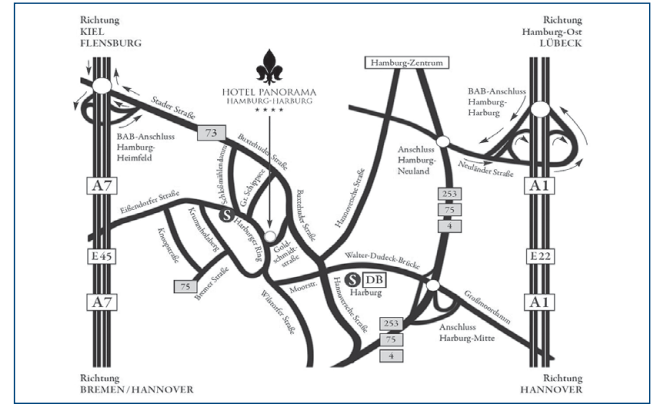 Richtung
KIEL
FLENSBURG
Richtung
Hamburg-Ost
LÜBECK
HOTEL PANORAMA
HAMBURG-HARBURG
Hamburg-Zentrum
BAB-Anschluss
Hamburg-
Harburg
Stader Straße
73
BAB-Anschluss
Hamburg-
Heimfeld
Buxtehuder Straße
Anschluss
Hamburg-
Neuland
Neuländer Straße
A7
Eißendorfer Straße
Gr. Schippsee
Buxtehuder Straße
Hannoversche Straße
253
75
4
A1
S
Harburger Ring
Gold-
schmidt-
straße
Knoopstraße
Krummholzberg
E45
Walter-Dudeck-Brücke
E22
75
Bremer Straße
Moorstr.
S
DB
Harburg
A7
Wilstorfer Straße
Hannoversche Straße
Großmoordamm
A1
253
75
4
Anschluss
Harburg-Mitte
Richtung
BREMEN/HANNOVER
Richtung
HANNOVER